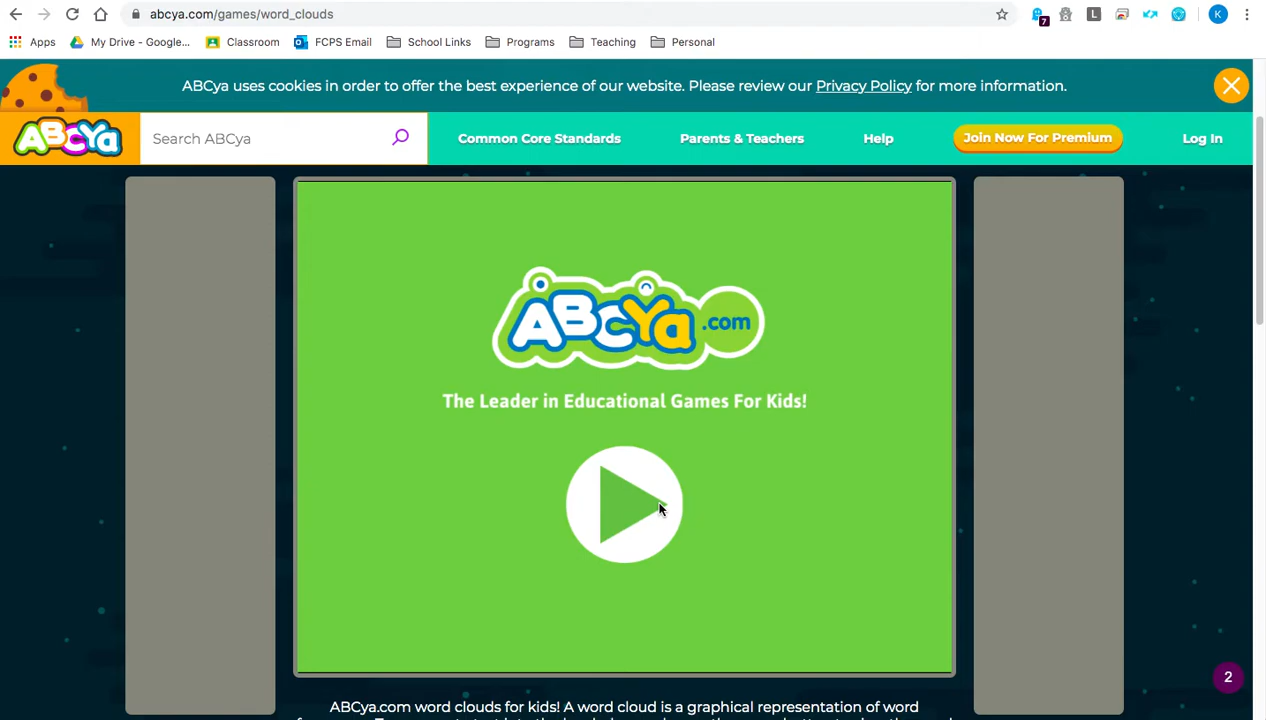 abcya.com/games/word_clouds
7
L
K
Apps
My Drive - Google...
Classroom
FCPS Email
School Links
Programs
Teaching
Personal
ABCya uses cookies in order to offer the best experience of our website. Please review our Privacy Policy for more information.
ABCYa
Search ABCya
Common Core Standards
Parents & Teachers
Help
Join Now For Premium
Log In
ABCYa.com
The Leader in Educational Games For Kids!
2
ABCya.com word clouds for kids! A word cloud is a graphical representation of word